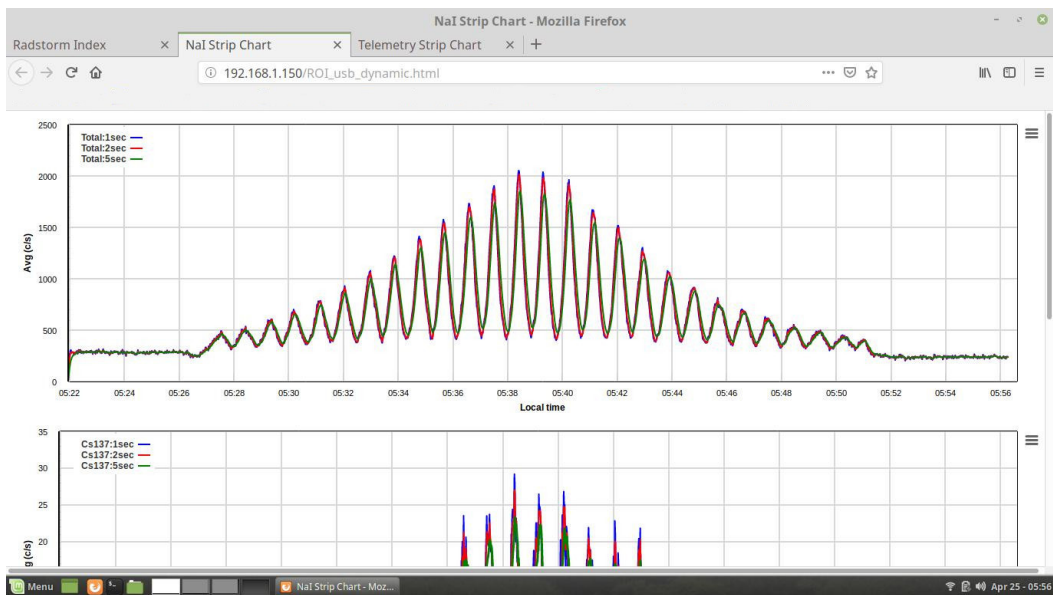 NaI Strip Chart - Mozilla Firefox
Radstorm Index
NaI Strip Chart
Telemetry Strip Chart
192.168.1.150/ROI_usb_dynamic.html
2500
2000
1500
1000
500
0
Avg (c/s)
Total:1sec
Total:2sec
Total:5sec
05:22 05:24 05:26 05:28 05:30 05:32 05:34 05:36 05:38 05:40 05:42 05:44 05:46 05:48 05:50 05:52 05:54 05:56
Local time
35
30
25
20
g (c/s)
Cs137:1sec
Cs137:2sec
Cs137:5sec
Menu NaI Strip Chart - Moz... Apr 25 - 05:56